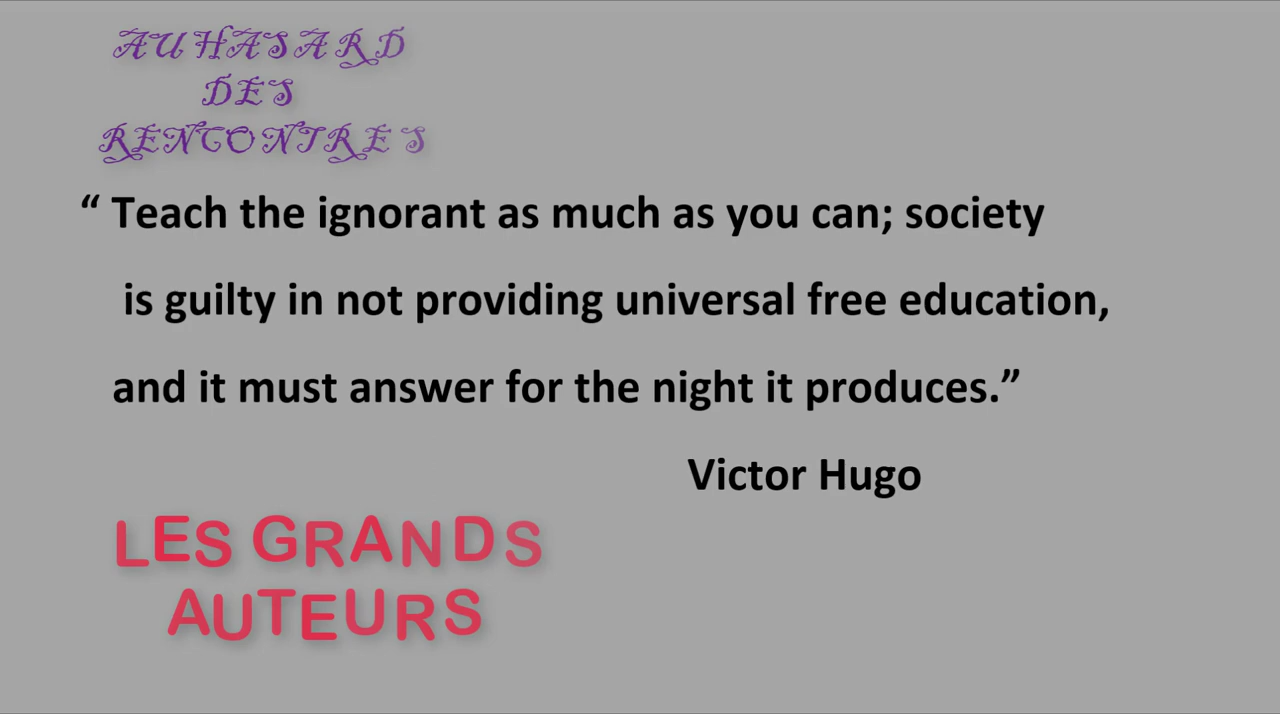 AU HASARD
DES
RENCONTRES
“ Teach the ignorant as much as you can; society
is guilty in not providing universal free education,
and it must answer for the night it produces.”
Victor Hugo
LES GRANDS
AUTEURS